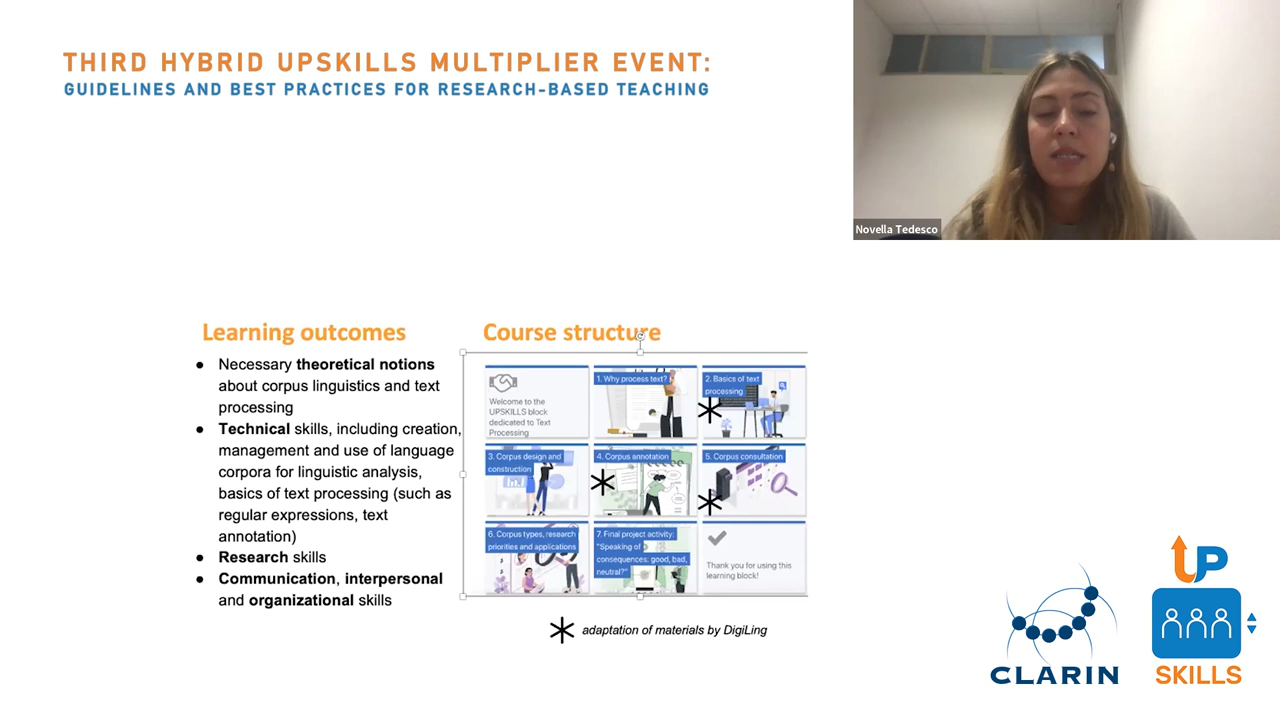 THIRD HYBRID UPSKILLS MULTIPLIER EVENT:
GUIDELINES AND BEST PRACTICES FOR RESEARCH-BASED TEACHING
Novella Tedesco
Learning outcomes
● Necessary theoretical notions
about corpus linguistics and text
processing
● Technical skills, including creation,
management and use of language
corpora for linguistic analysis,
basics of text processing (such as
regular expressions, text
annotation)
● Research skills
● Communication, interpersonal
and organizational skills
Course structure
Welcome to the
UPSKILLS block
dedicated to Text
Processing
1. Why process text?
2. Basics of text
processing
3. Corpus design and
construction
4. Corpus annotation
5. Corpus consultation
6. Corpus types, research
priorities and applications
7. Final project activity:
"Speaking of
consequences: good, bad,
neutral?"
Thank you for using this
learning block!
adaptation of materials by DigiLing
CLARIN
UP
SKILLS